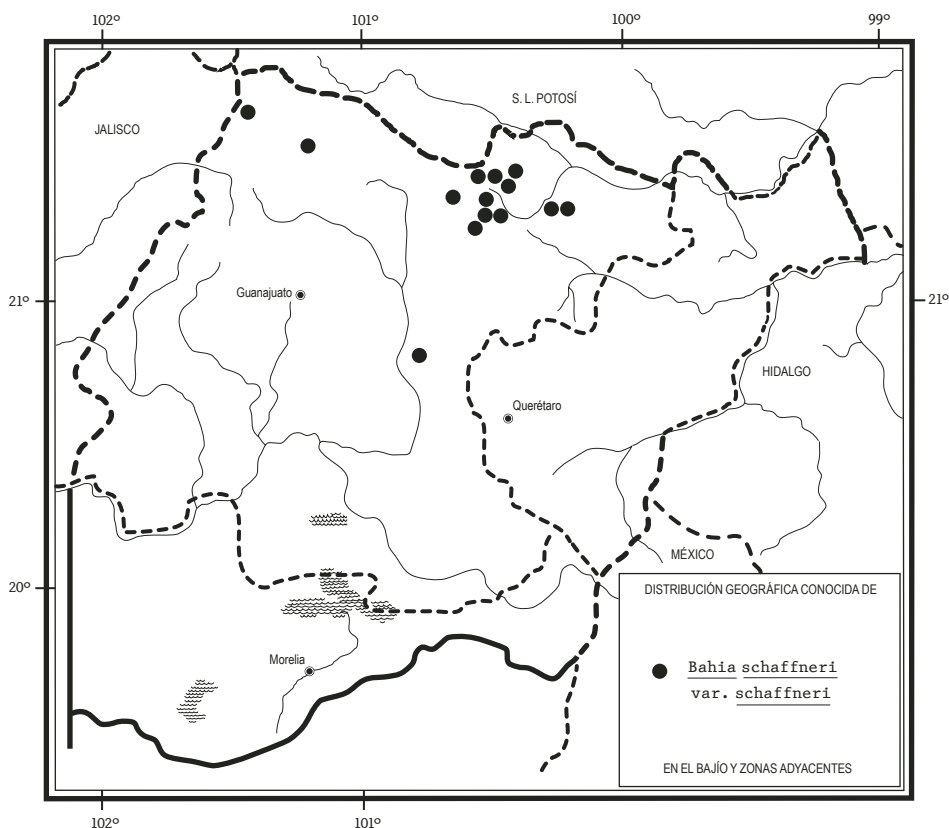 102º 101º 100º 99º
S. L. POTOSÍ
JALISCO
Guanajuato
21º 21º
HIDALGO
Querétaro
MÉXICO
20º
DISTRIBUCIÓN GEOGRÁFICA CONOCIDA DE
Morelia
Bahia schaffneri
var. schaffneri
EN EL BAJÍO Y ZONAS ADYACENTES
102º 101º